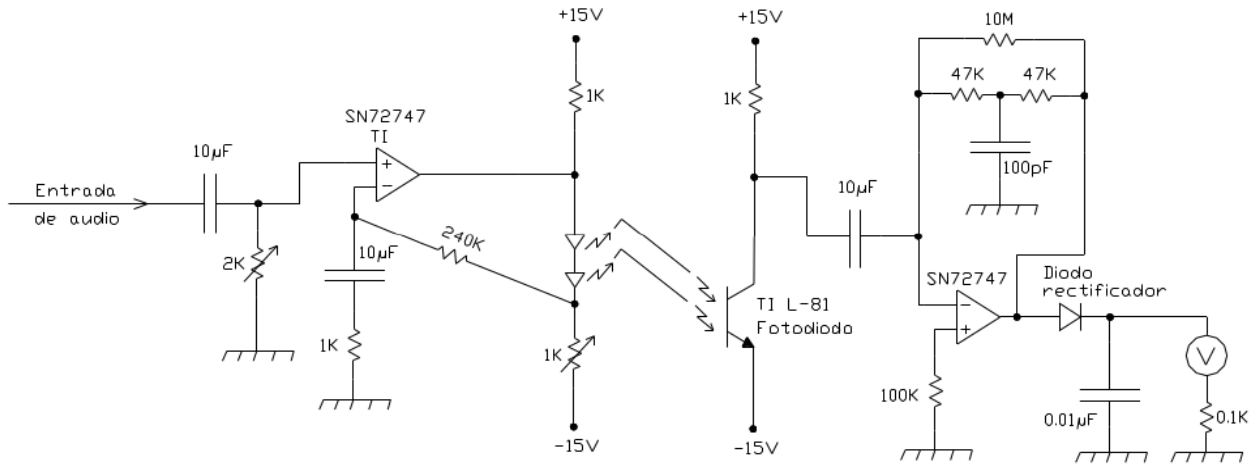 +15V
+15V
10M
47K
47K
1K
1K
SN72747
TI
100pF
10µF
10µF
Entrada
de audio
240K
10µF
2K
SN72747
Diodo
rectificador
TI L-81
Fotodiodo
1K
1K
V
100K
0.01µF
0.1K
-15V
-15V